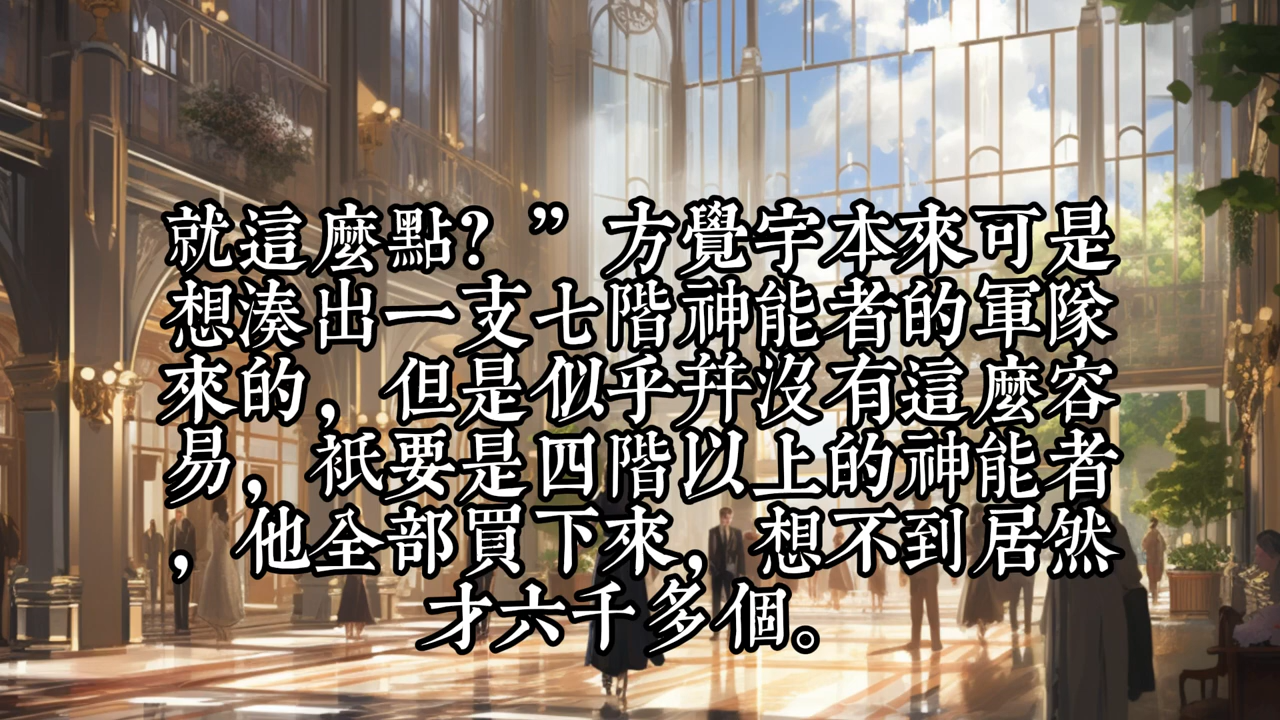 就這麼點？”方覺宇本來可是
想湊出一支七階神能者的軍隊
來的，但是似乎并沒有這麼容
易，衹要是四階以上的神能者
，他全部買下來，想不到居然
才六千多個。